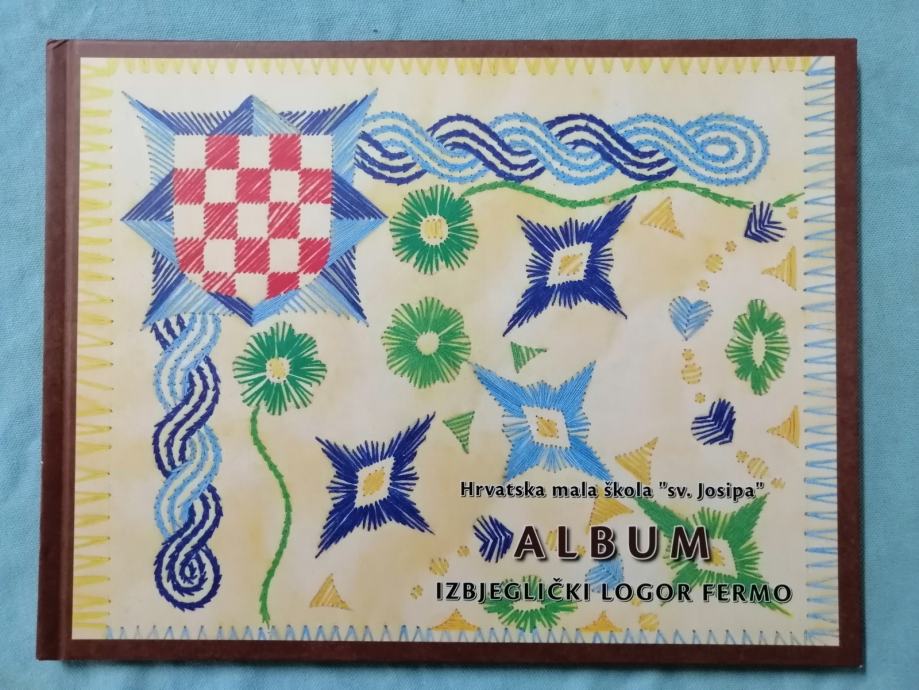 Hrvatska mala škola "sv. Josipa"
ALBUM
IZBJEGLIČKI LOGOR FERMO